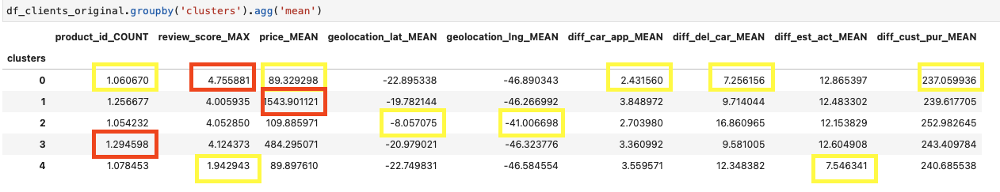 df_clients_original.groupby('clusters').agg('mean')
product_id_COUNT review_score_MAX price_MEAN geolocation_lat_MEAN geolocation_lng_MEAN diff_car_app_MEAN diff_del_car_MEAN diff_est_act_MEAN diff_cust_pur_MEAN
clusters
0 1.060670 4.755881 89.329298 -22.895338 -46.890343 2.431560 7.256156 12.865397 237.059936
1 1.256677 4.005935 1543.901121 -19.782144 -46.266992 3.848972 9.714044 12.483302 239.617705
2 1.054232 4.052850 109.885971 -8.057075 -41.006698 2.703980 16.860965 12.153829 252.982645
3 1.294598 4.124373 484.295071 -20.979021 -46.323776 3.360992 9.581005 12.604908 243.409784
4 1.078453 1.942943 89.897610 -22.749831 -46.584554 3.559571 12.348382 7.546341 240.685538